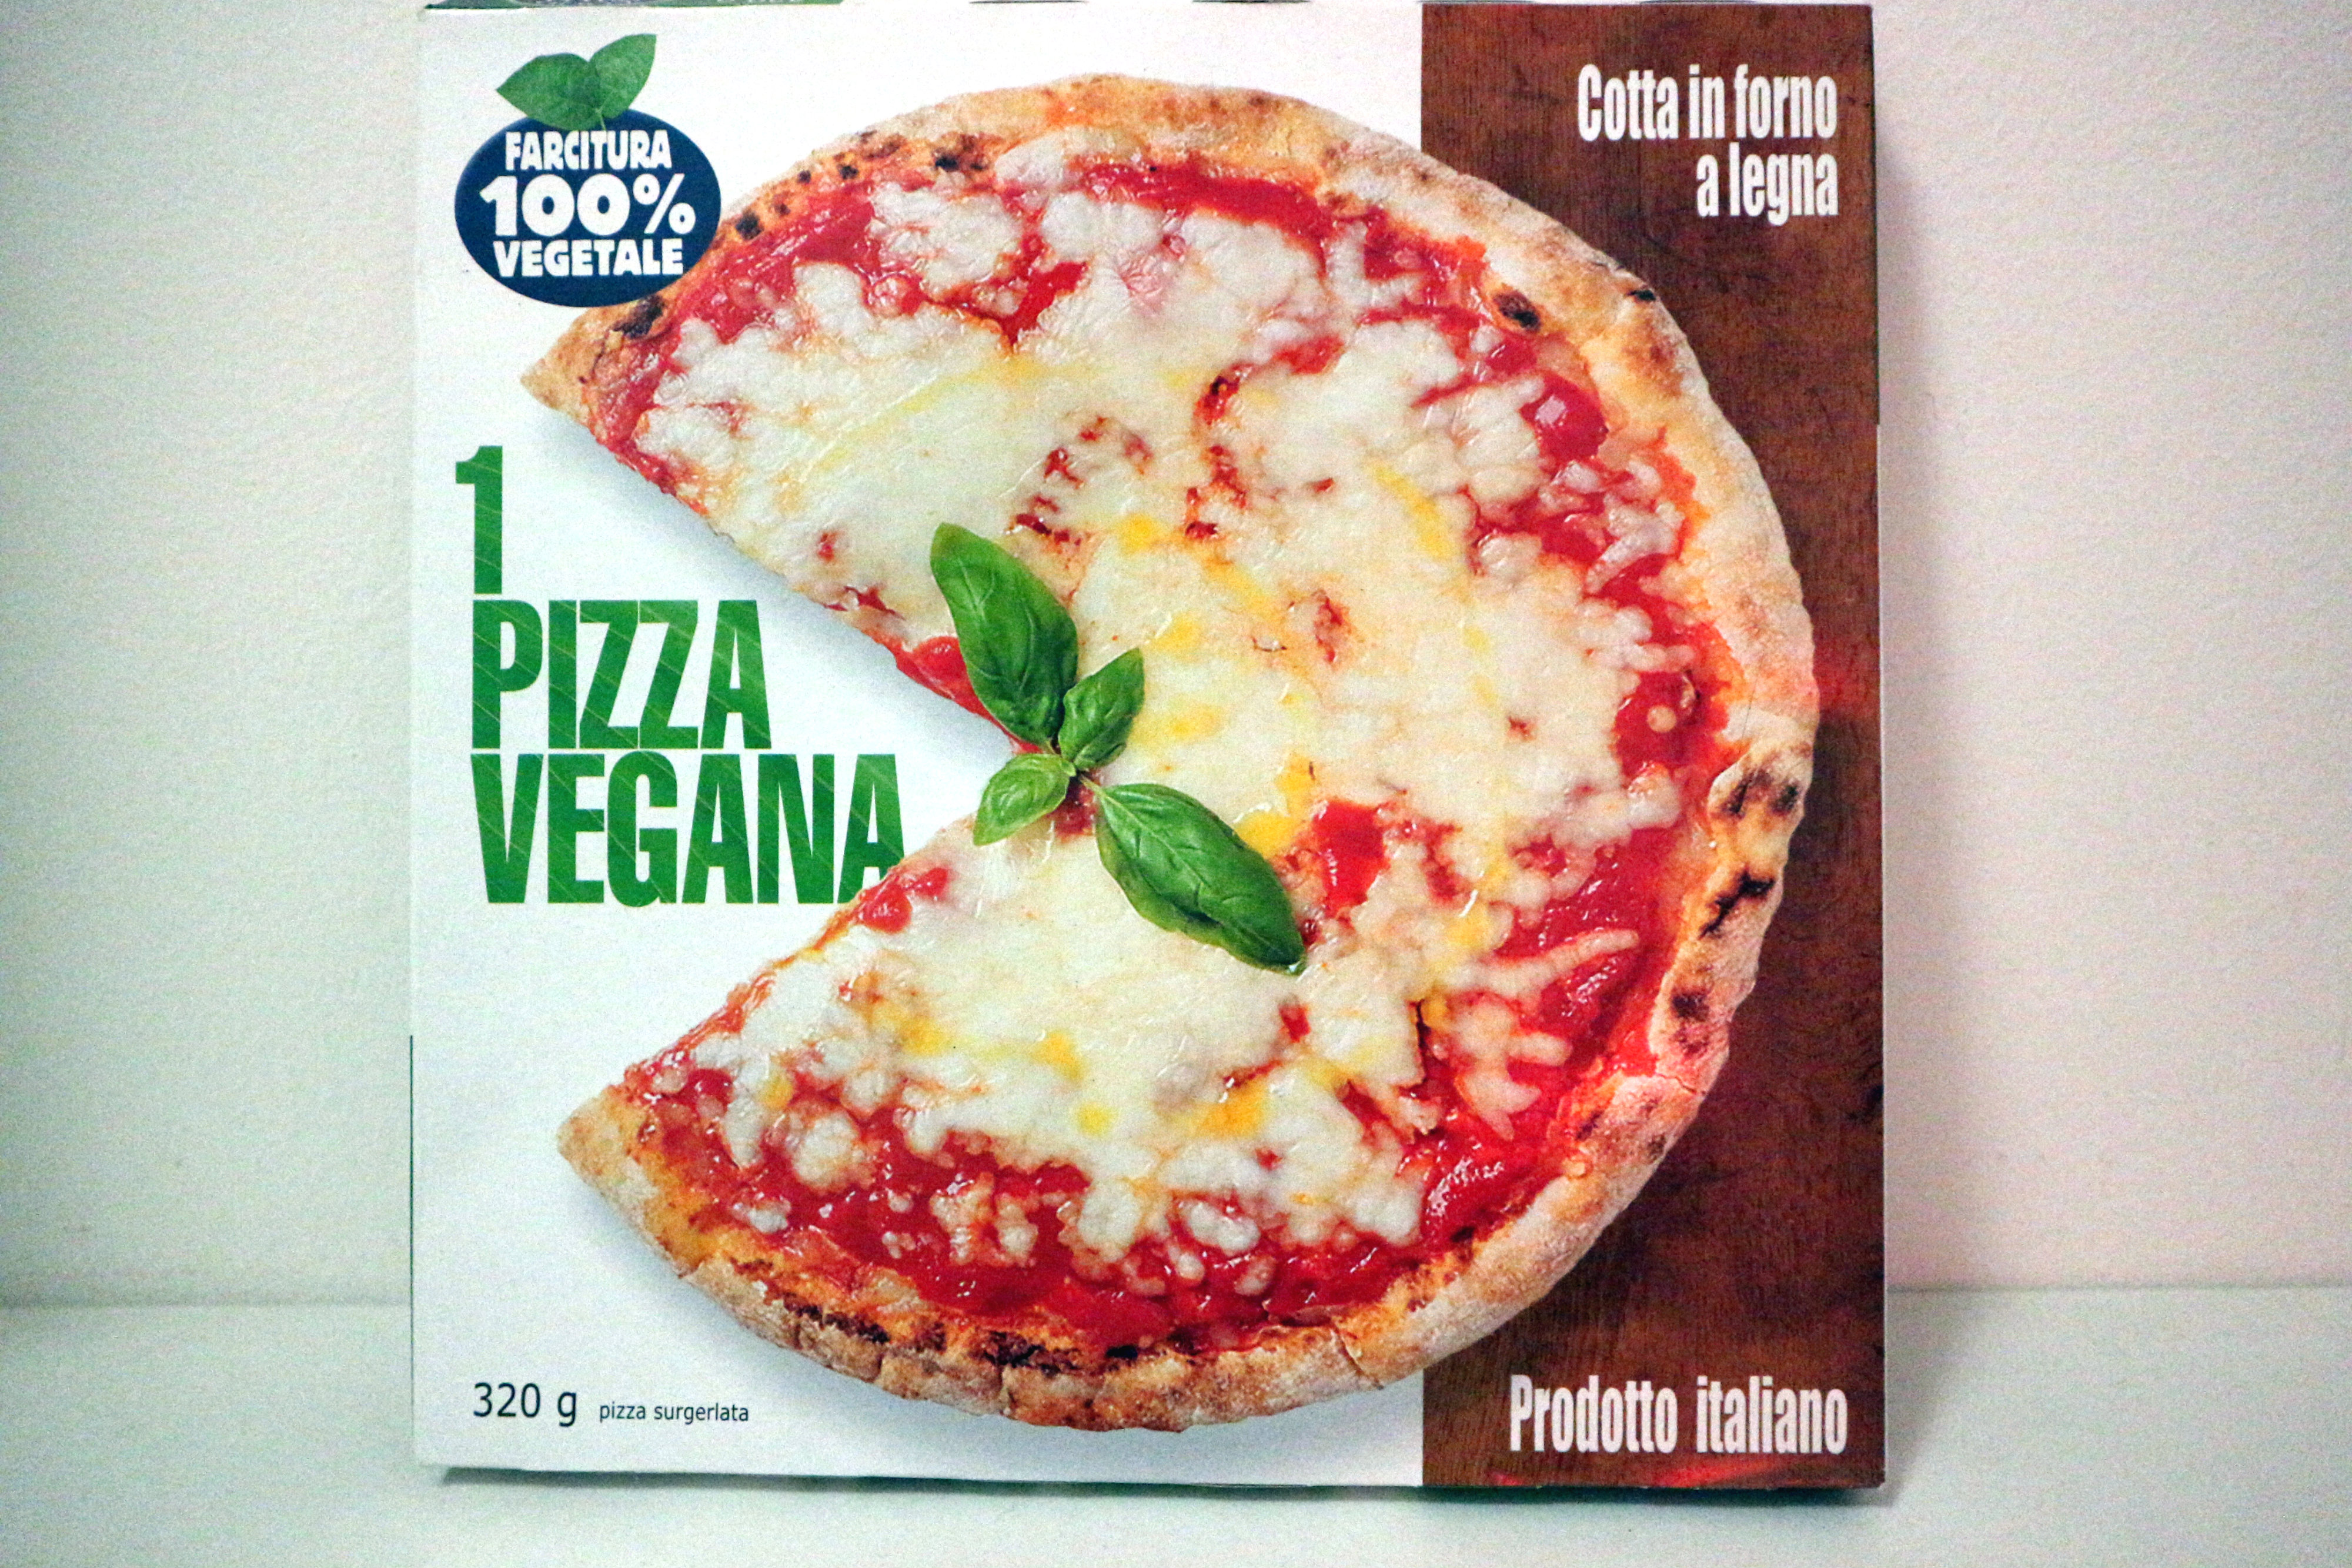 FARCITURA
100%
VEGETALE
Cotta in forno
a legna
1
PIZZA
VEGANA
320 g pizza surgerlata
Prodotto italiano